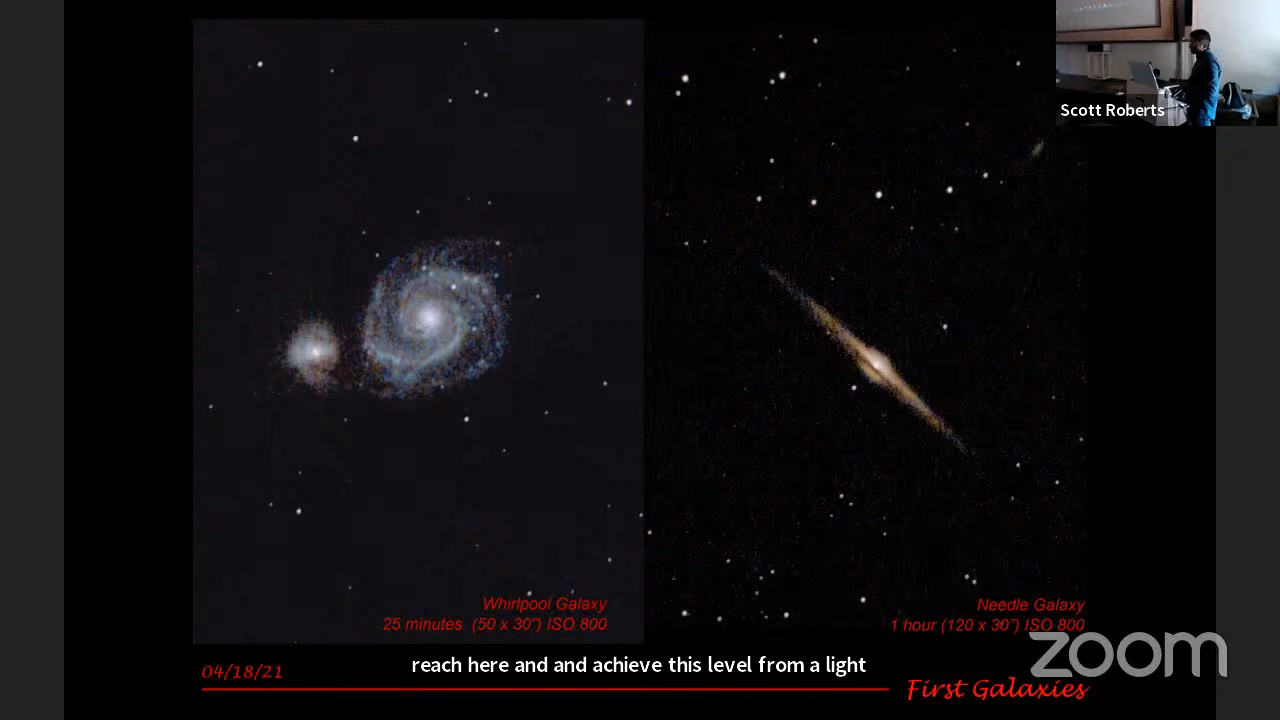 Scott Roberts
Whirlpool Galaxy
25 minutes (50 x 30") ISO 800
Needle Galaxy
1 hour (120 x 30") ISO 800
zoom
04/18/21
reach here and and achieve this level from a light
First Galaxies